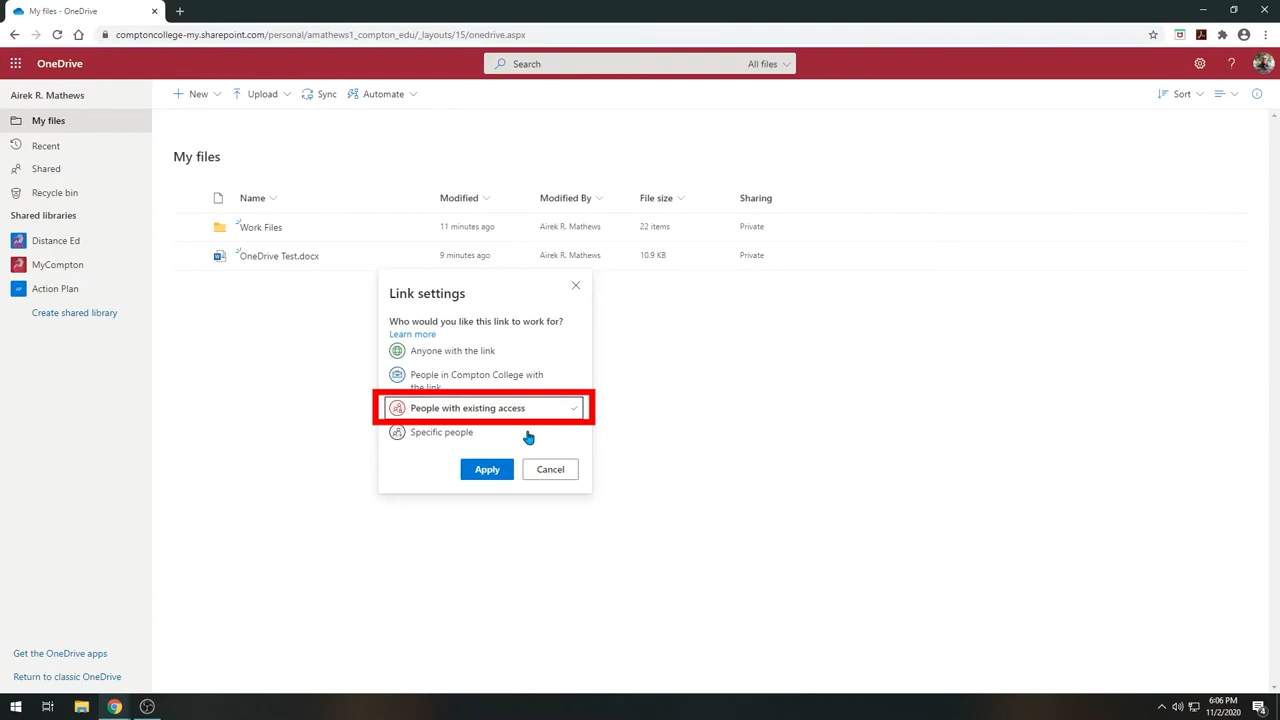 My files - OneDrive
comptoncollege-my.sharepoint.com/personal/amathews1_compton_edu/_layouts/15/onedrive.aspx
OneDrive
Search
All files
Airek R. Mathews
New
Upload
Sync
Automate
Sort
My files
Recent
Shared
Recycle bin
Shared libraries
Distance Ed
MyCompton
Action Plan
Create shared library
My files
Name Modified Modified By File size Sharing
Work Files 11 minutes ago Airek R. Mathews 22 items Private
OneDrive Test.docx 9 minutes ago Airek R. Mathews 10.9 KB Private
Link settings
Who would you like this link to work for?
Learn more
Anyone with the link
People in Compton College with
the link
People with existing access
Specific people
Apply
Cancel
Get the OneDrive apps
Return to classic OneDrive
6:06 PM
11/2/2020
4